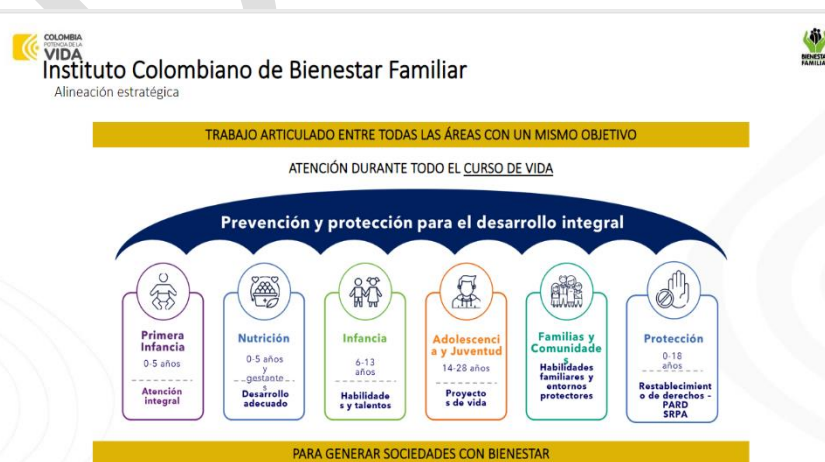 COLOMBIA
POTENCIA DE LA
VIDA
BIENESTAR
FAMILIAR
Instituto Colombiano de Bienestar Familiar
Alineación estratégica
TRABAJO ARTICULADO ENTRE TODAS LAS ÁREAS CON UN MISMO OBJETIVO
ATENCIÓN DURANTE TODO EL CURSO DE VIDA
Prevención y protección para el desarrollo integral
Primera
Infancia
0-5 años
Atención
integral
Nutrición
0-5 años
y
gestante
s
Desarrollo
adecuado
Infancia
6-13
años
Habilidade
s y talentos
Adolescenci
a y Juventud
14-28 años
Proyecto
s de vida
Familias y
Comunidade
s
Habilidades
familiares y
entornos
protectores
Protección
0-18
años
Restablecimient
o de derechos -
PARD
SRPA
PARA GENERAR SOCIEDADES CON BIENESTAR